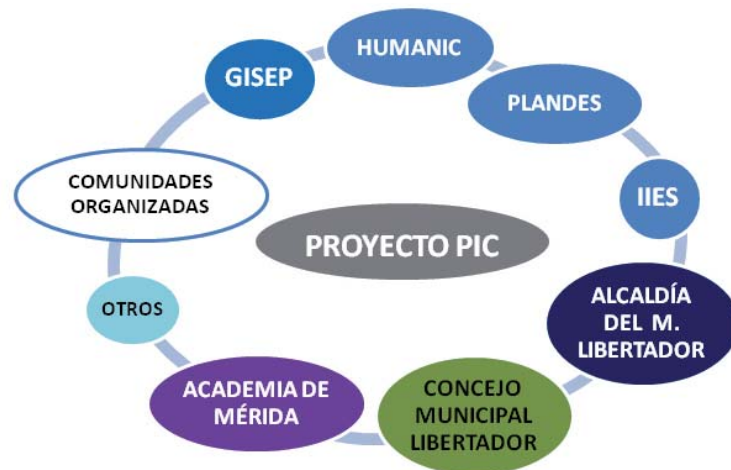 HUMANIC
GISEP
PLANDES
COMUNIDADES
ORGANIZADAS
IIES
PROYECTO PIC
OTROS
ALCALDÍA
DEL M.
LIBERTADOR
ACADEMIA DE
MÉRIDA
CONCEJO
MUNICIPAL
LIBERTADOR